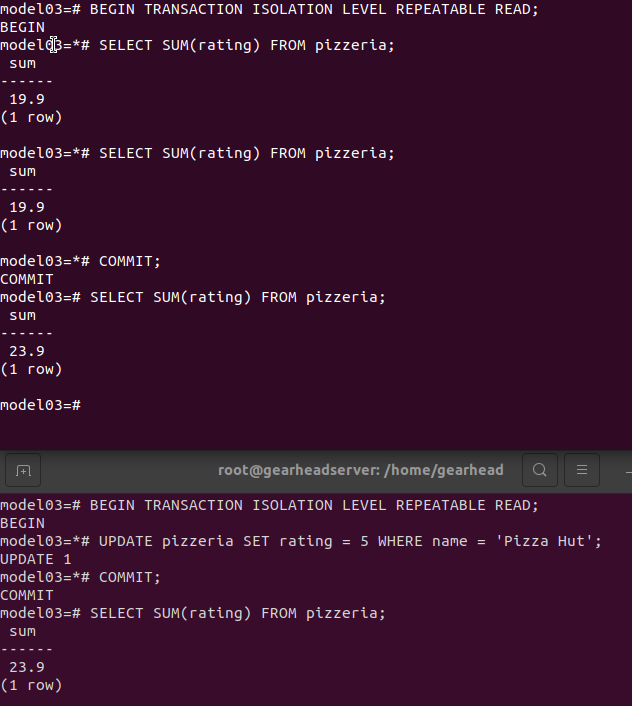 model03=# BEGIN TRANSACTION ISOLATION LEVEL REPEATABLE READ;
BEGIN
model03=*# SELECT SUM(rating) FROM pizzeria;
 sum
------
 19.9
(1 row)

model03=*# SELECT SUM(rating) FROM pizzeria;
 sum
------
 19.9
(1 row)

model03=*# COMMIT;
COMMIT
model03=# SELECT SUM(rating) FROM pizzeria;
 sum
------
 23.9
(1 row)

model03=#
root@gearheadserver: /home/gearhead
model03=# BEGIN TRANSACTION ISOLATION LEVEL REPEATABLE READ;
BEGIN
model03=*# UPDATE pizzeria SET rating = 5 WHERE name = 'Pizza Hut';
UPDATE 1
model03=*# COMMIT;
COMMIT
model03=# SELECT SUM(rating) FROM pizzeria;
 sum
------
 23.9
(1 row)